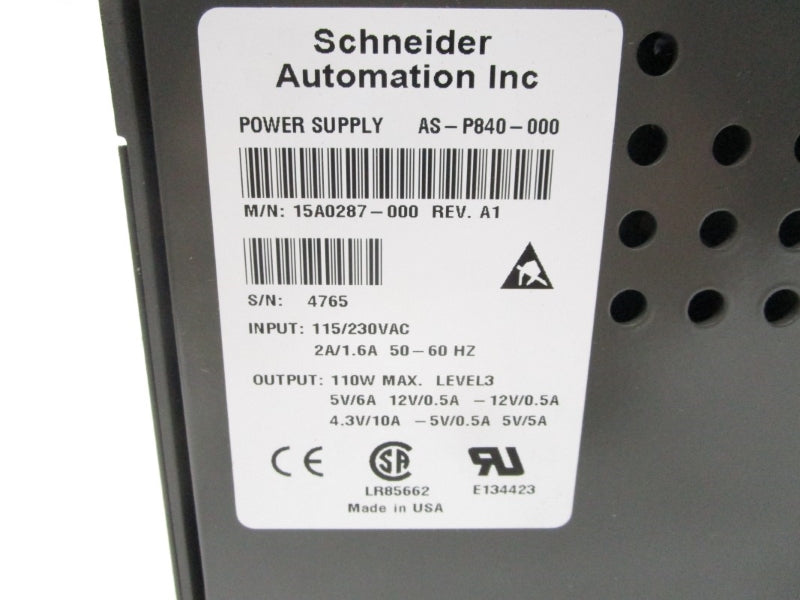 Schneider
Automation Inc
POWER SUPPLY AS-P840-000
M/N: 15A0287-000 REV. A1
S/N: 4765
INPUT: 115/230VAC
2A/1.6A 50-60 HZ
OUTPUT: 110W MAX. LEVEL3
5V/6A 12V/0.5A -12V/0.5A
4.3V/10A -5V/0.5A 5V/5A
CE SA RU
LR85662 E134423
Made in USA